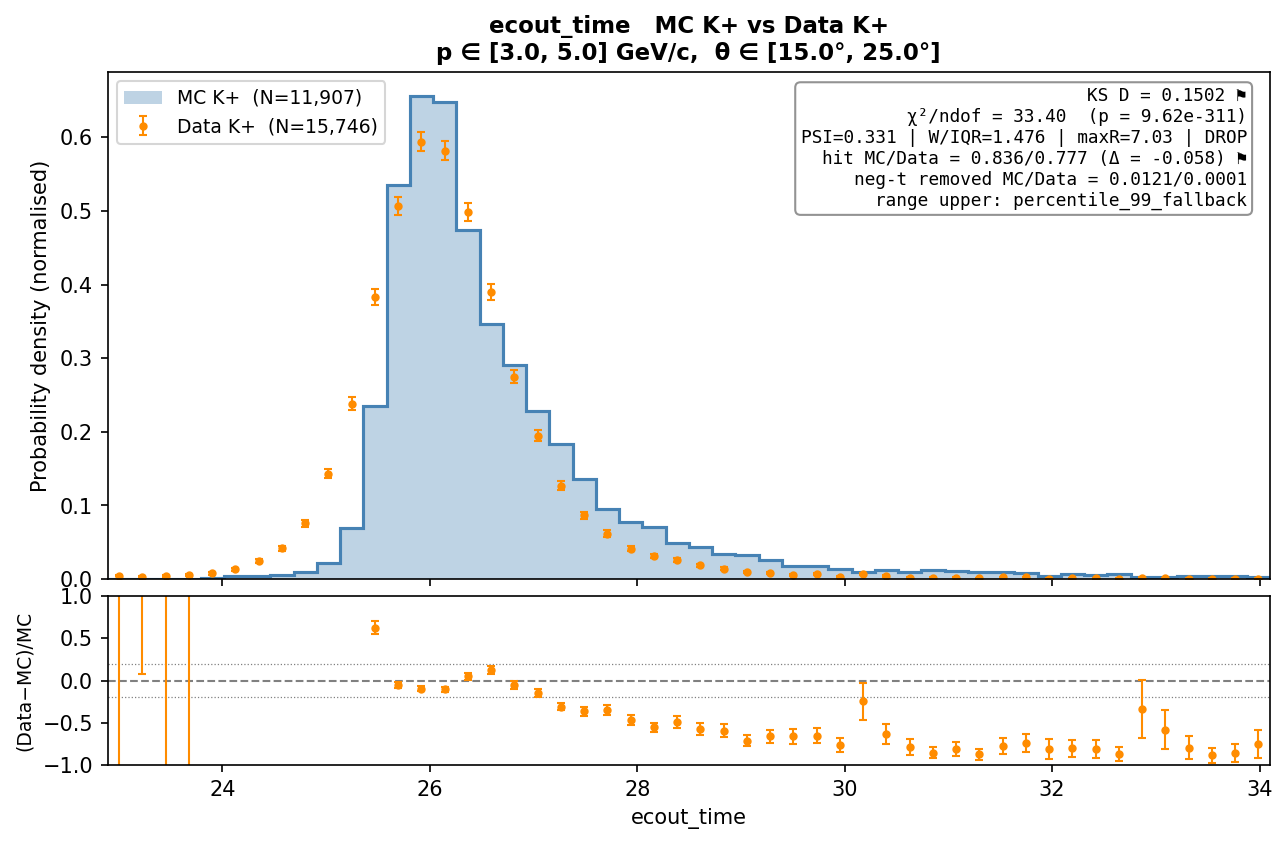 ecout_time   MC K+ vs Data K+
p ∈ [3.0, 5.0] GeV/c,  θ ∈ [15.0°, 25.0°]
MC K+  (N=11,907)
Data K+  (N=15,746)
KS D = 0.1502 ⚑
χ²/ndof = 33.40  (p = 9.62e-311)
PSI=0.331 | W/IQR=1.476 | maxR=7.03 | DROP
hit MC/Data = 0.836/0.777 (Δ = -0.058) ⚑
neg-t removed MC/Data = 0.0121/0.0001
range upper: percentile_99_fallback
Probability density (normalised)
0.6
0.5
0.4
0.3
0.2
0.1
0.0
(Data−MC)/MC
1.0
0.5
0.0
−0.5
−1.0
24
26
28
30
32
34
ecout_time